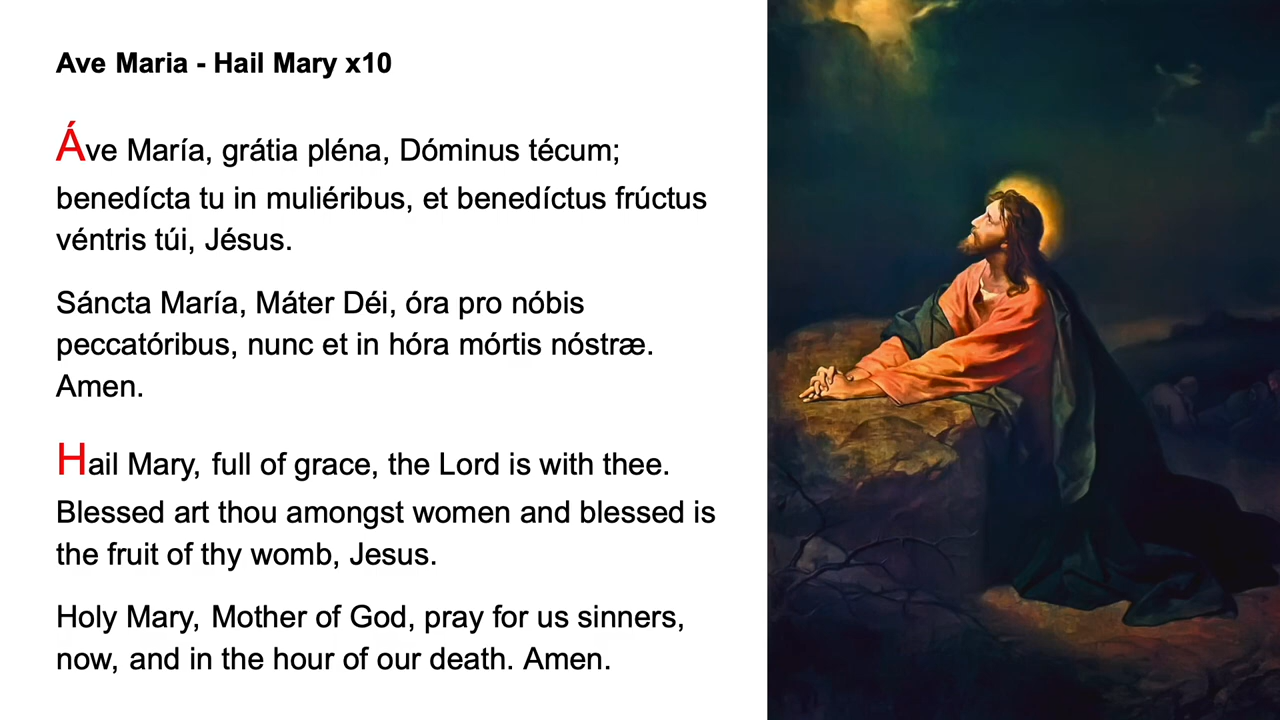 Ave Maria - Hail Mary x10
Áve María, grátia pléna, Dóminus técum;
benedícta tu in muliéribus, et benedíctus frúctus
véntris túi, Jésus.
Sáncta María, Máter Déi, óra pro nóbis
peccatóribus, nunc et in hóra mórtis nóstræ.
Amen.
Hail Mary, full of grace, the Lord is with thee.
Blessed art thou amongst women and blessed is
the fruit of thy womb, Jesus.
Holy Mary, Mother of God, pray for us sinners,
now, and in the hour of our death. Amen.